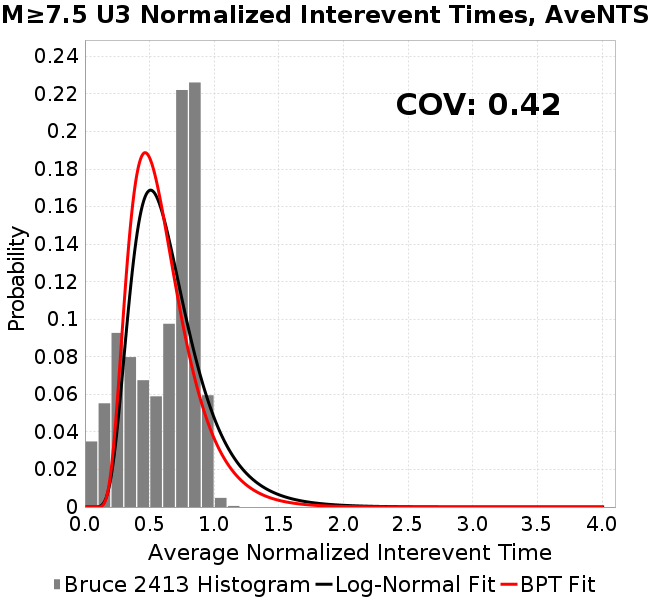 M≥7.5 U3 Normalized Interevent Times, AveNTS
COV: 0.42
Probability
0.24
0.22
0.2
0.18
0.16
0.14
0.12
0.1
0.08
0.06
0.04
0.02
0
0.0 0.5 1.0 1.5 2.0 2.5 3.0 3.5 4.0
Average Normalized Interevent Time
Bruce 2413 Histogram Log-Normal Fit BPT Fit